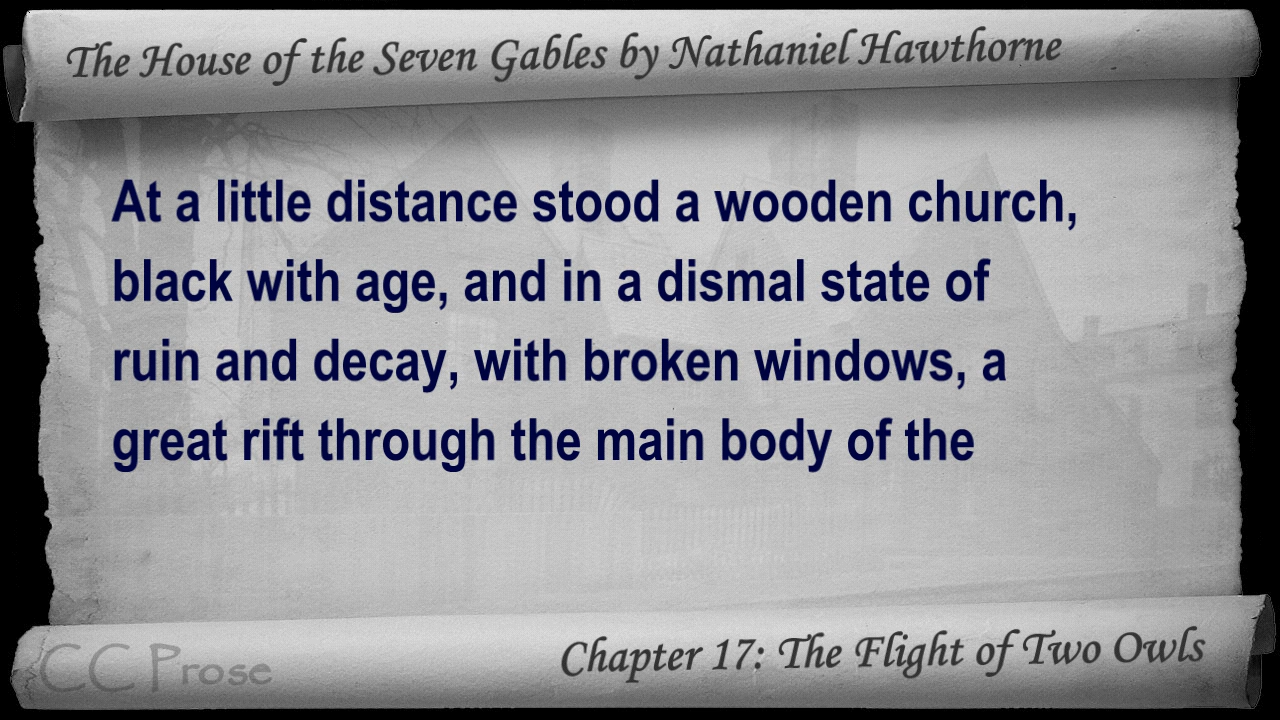 The House of the Seven Gables by Nathaniel Hawthorne
At a little distance stood a wooden church,
black with age, and in a dismal state of
ruin and decay, with broken windows, a
great rift through the main body of the
CC Prose
Chapter 17: The Flight of Two Owls